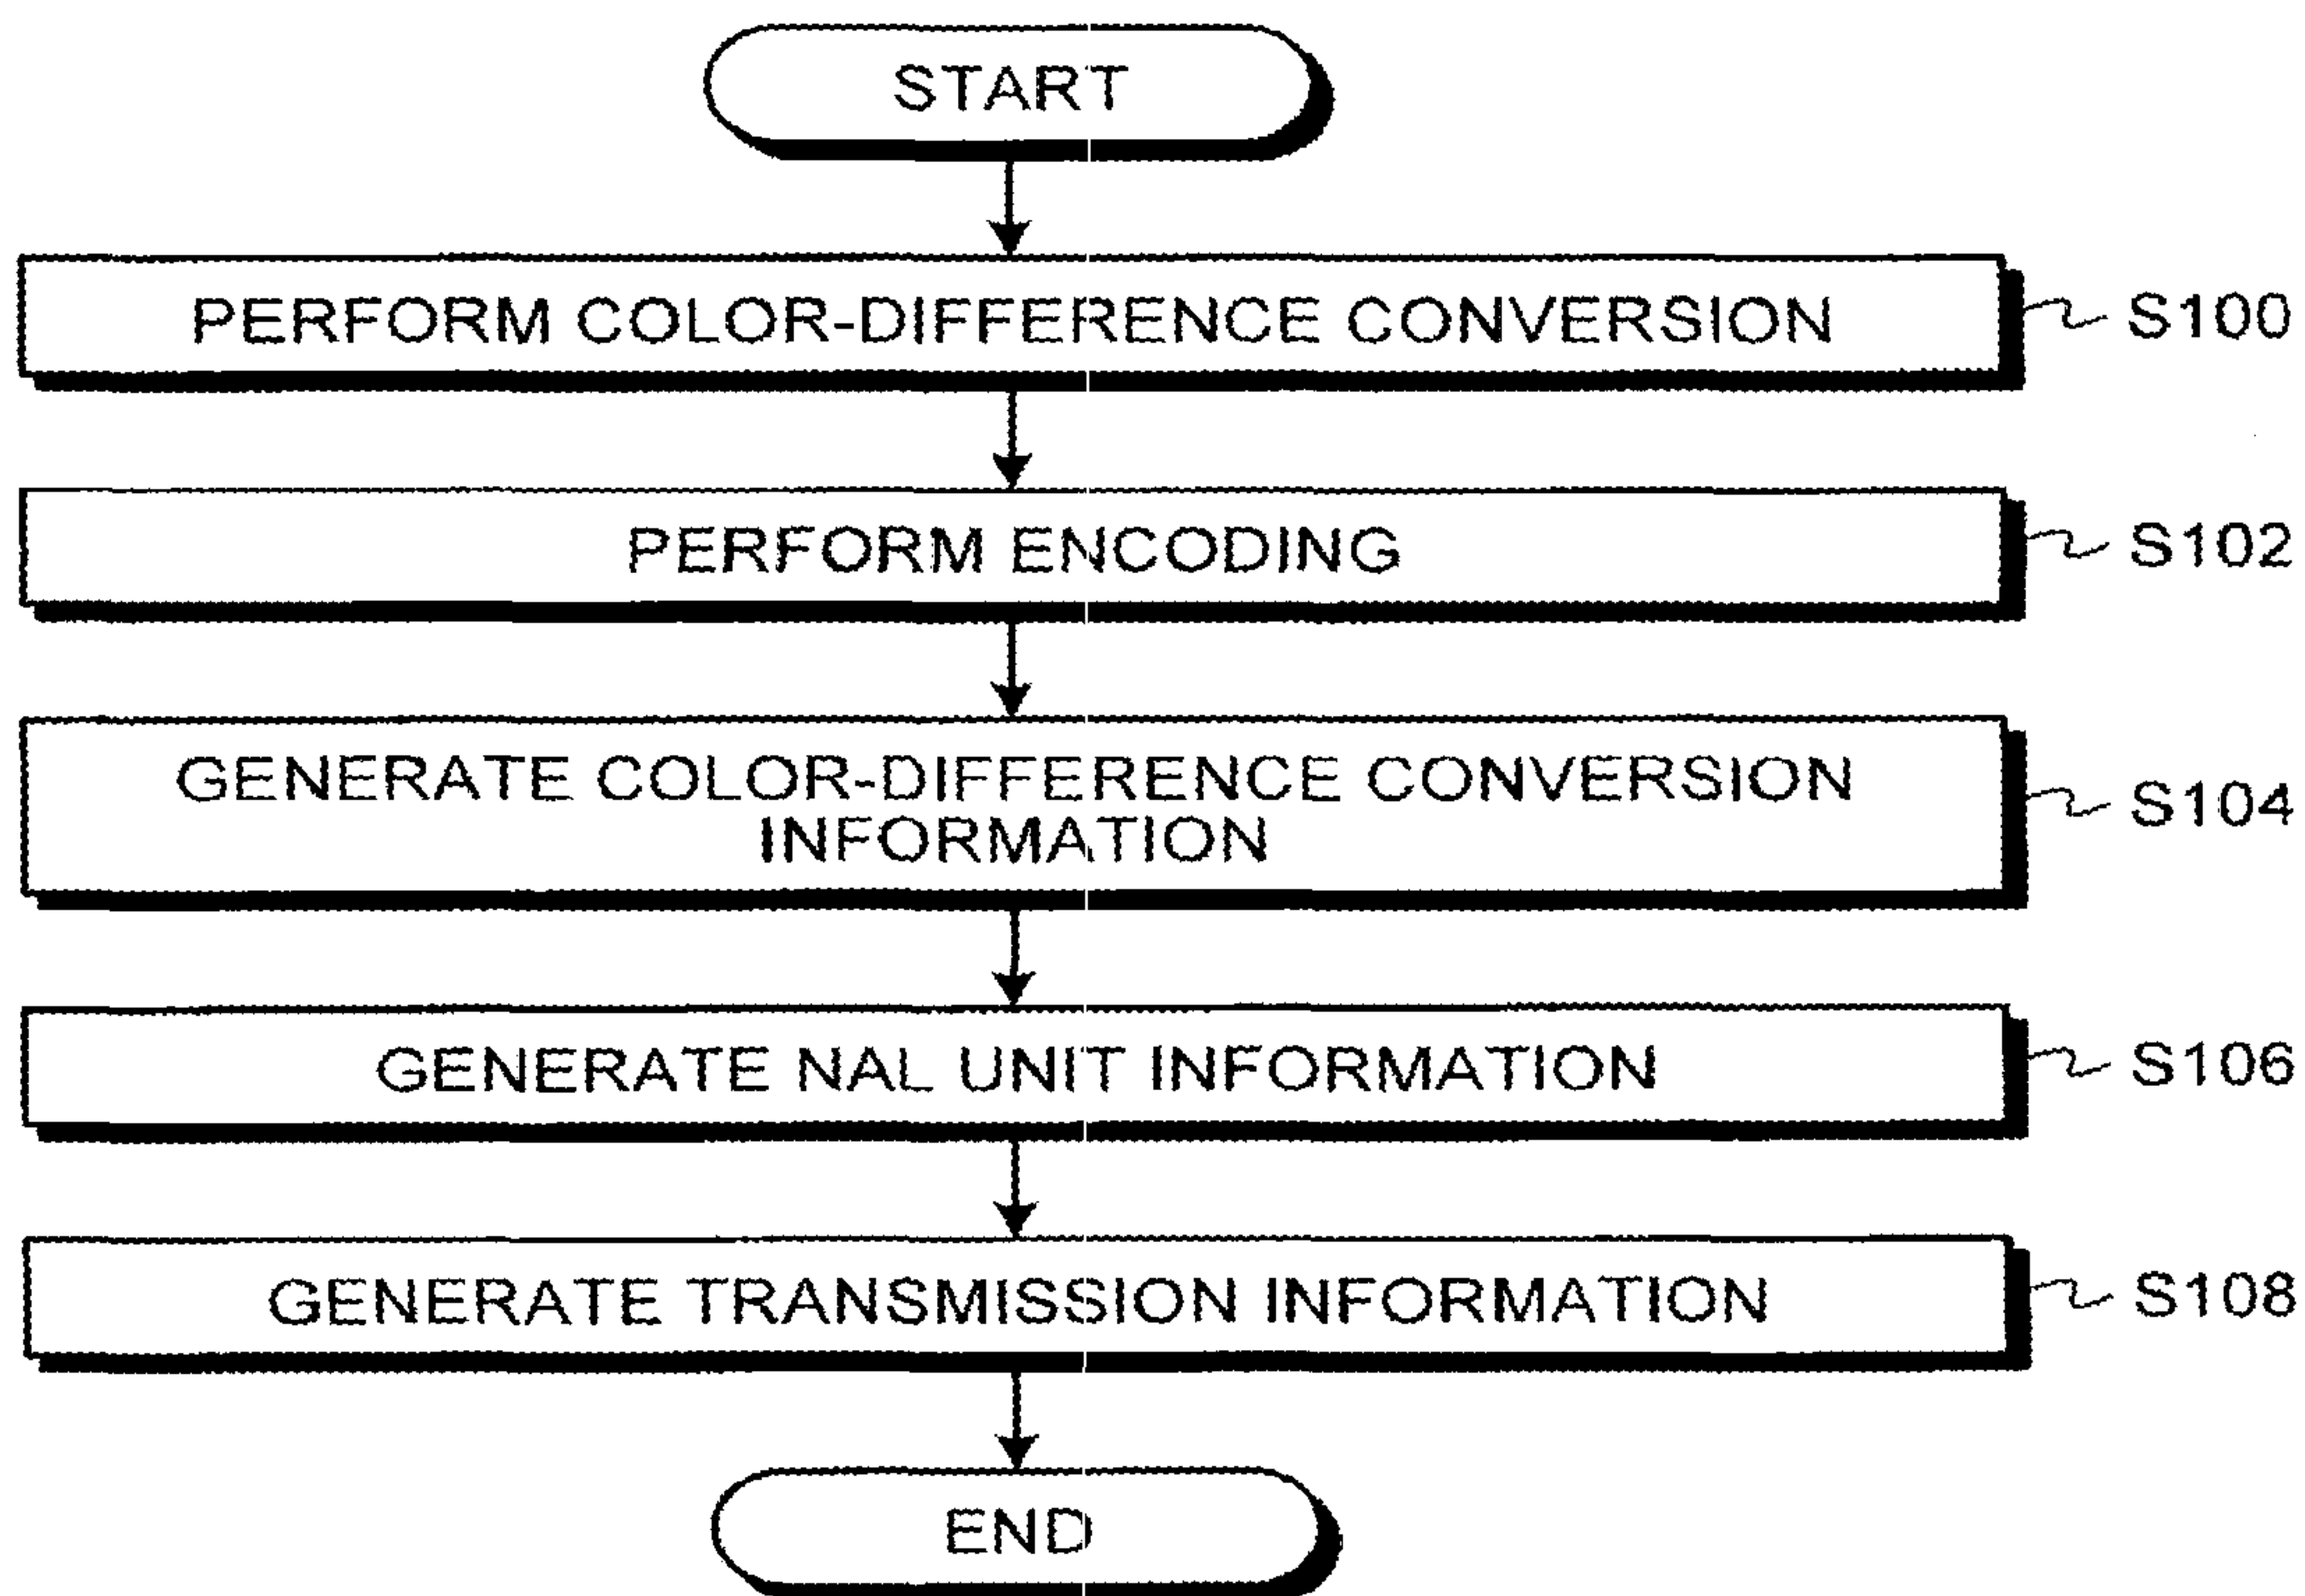 START
PERFORM COLOR-DIFFERENCE CONVERSION
S100
PERFORM ENCODING
S102
GENERATE COLOR-DIFFERENCE CONVERSION
INFORMATION
S104
GENERATE NAL UNIT INFORMATION
S106
GENERATE TRANSMISSION INFORMATION
S108
END